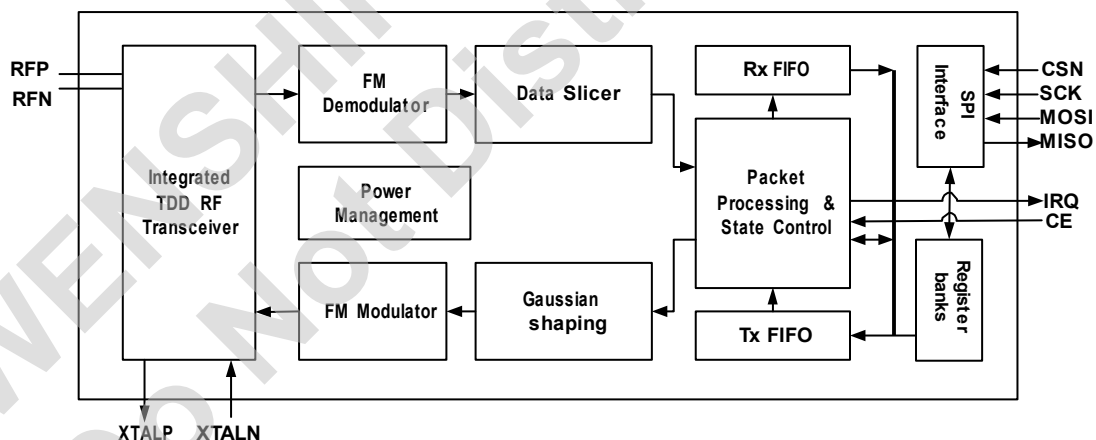 RFP
RFN
Integrated
TDD RF
Transceiver
FM
Demodulator
Data Slicer
Power
Management
FM Modulator
Gaussian
shaping
Rx FIFO
Packet
Processing &
State Control
Tx FIFO
SPI
Interface
Register
banks
CSN
SCK
MOSI
MISO
IRQ
CE
XTALP
XTALN